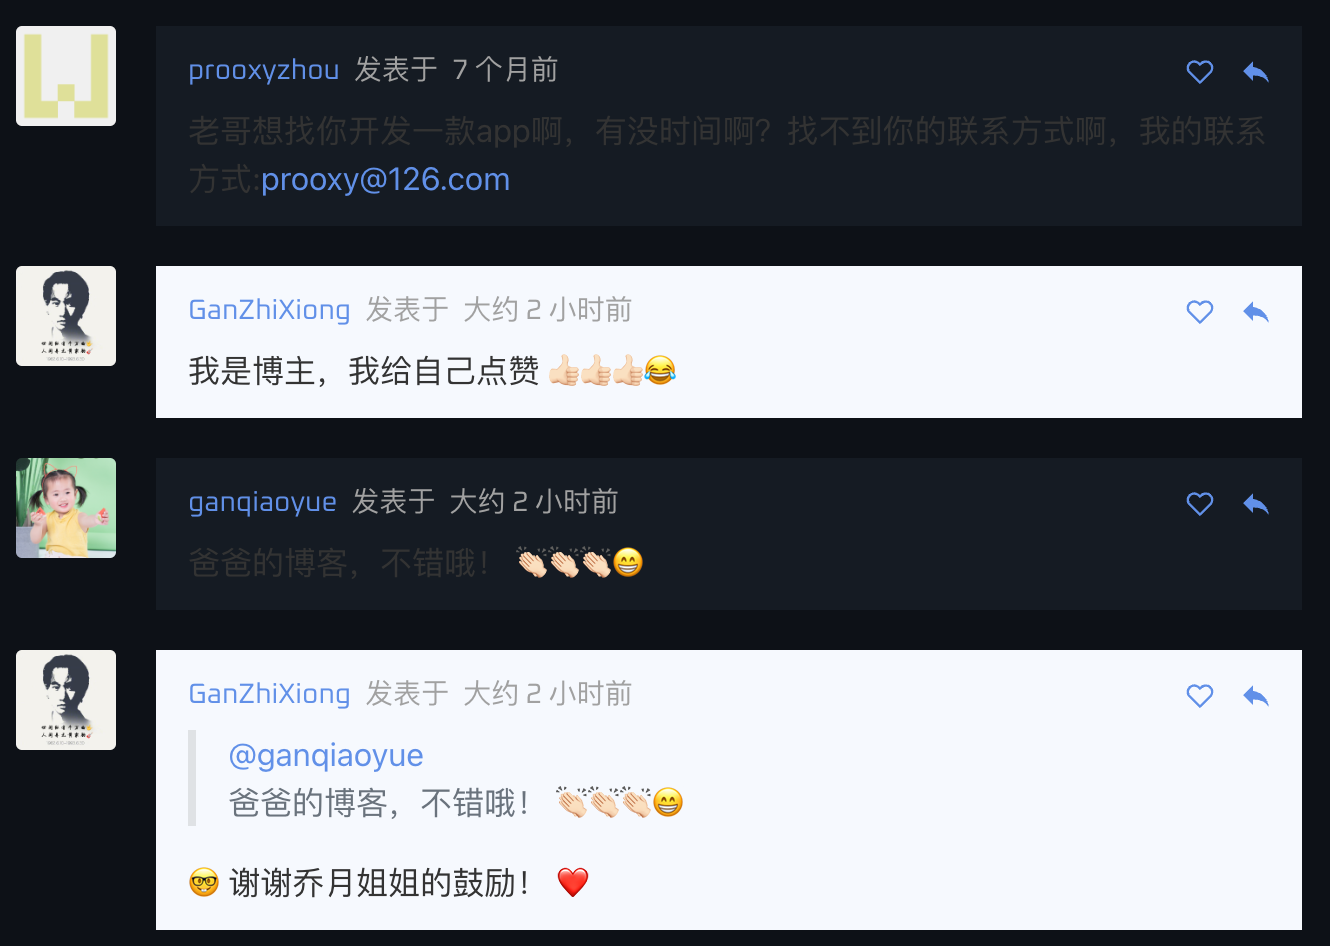 prooxyzhou 发表于 7 个月前
老哥想找你开发一款app啊，有没时间啊？找不到你的联系方式啊，我的联系
方式:prooxy@126.com
GanZhiXiong 发表于 大约 2 小时前
我是博主，我给自己点赞 👍🏻👍🏻👍🏻😂
ganqiaoyue 发表于 大约 2 小时前
爸爸的博客，不错哦！ 👏🏻👏🏻👏🏻😁
GanZhiXiong 发表于 大约 2 小时前
@ganqiaoyue
爸爸的博客，不错哦！ 👏🏻👏🏻👏🏻😁
🤓 谢谢乔月姐姐的鼓励！ ❤️